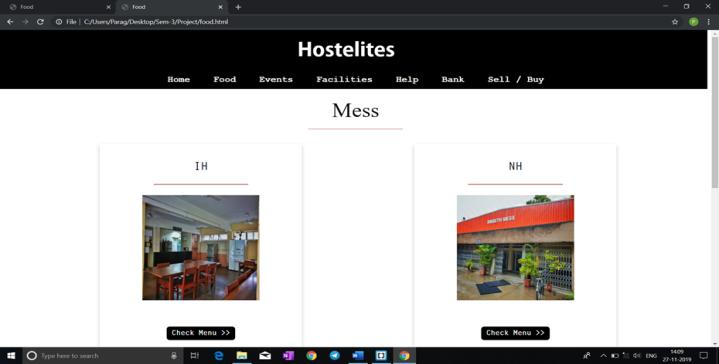 Food
Food
File | C:/Users/Parag/Desktop/Sem-3/Project/food.html
Hostelites
Home Food Events Facilities Help Bank Sell / Buy
Mess
IH
NH
Check Menu >>
Check Menu >>
Type here to search
ENG
14:09
27-11-2019